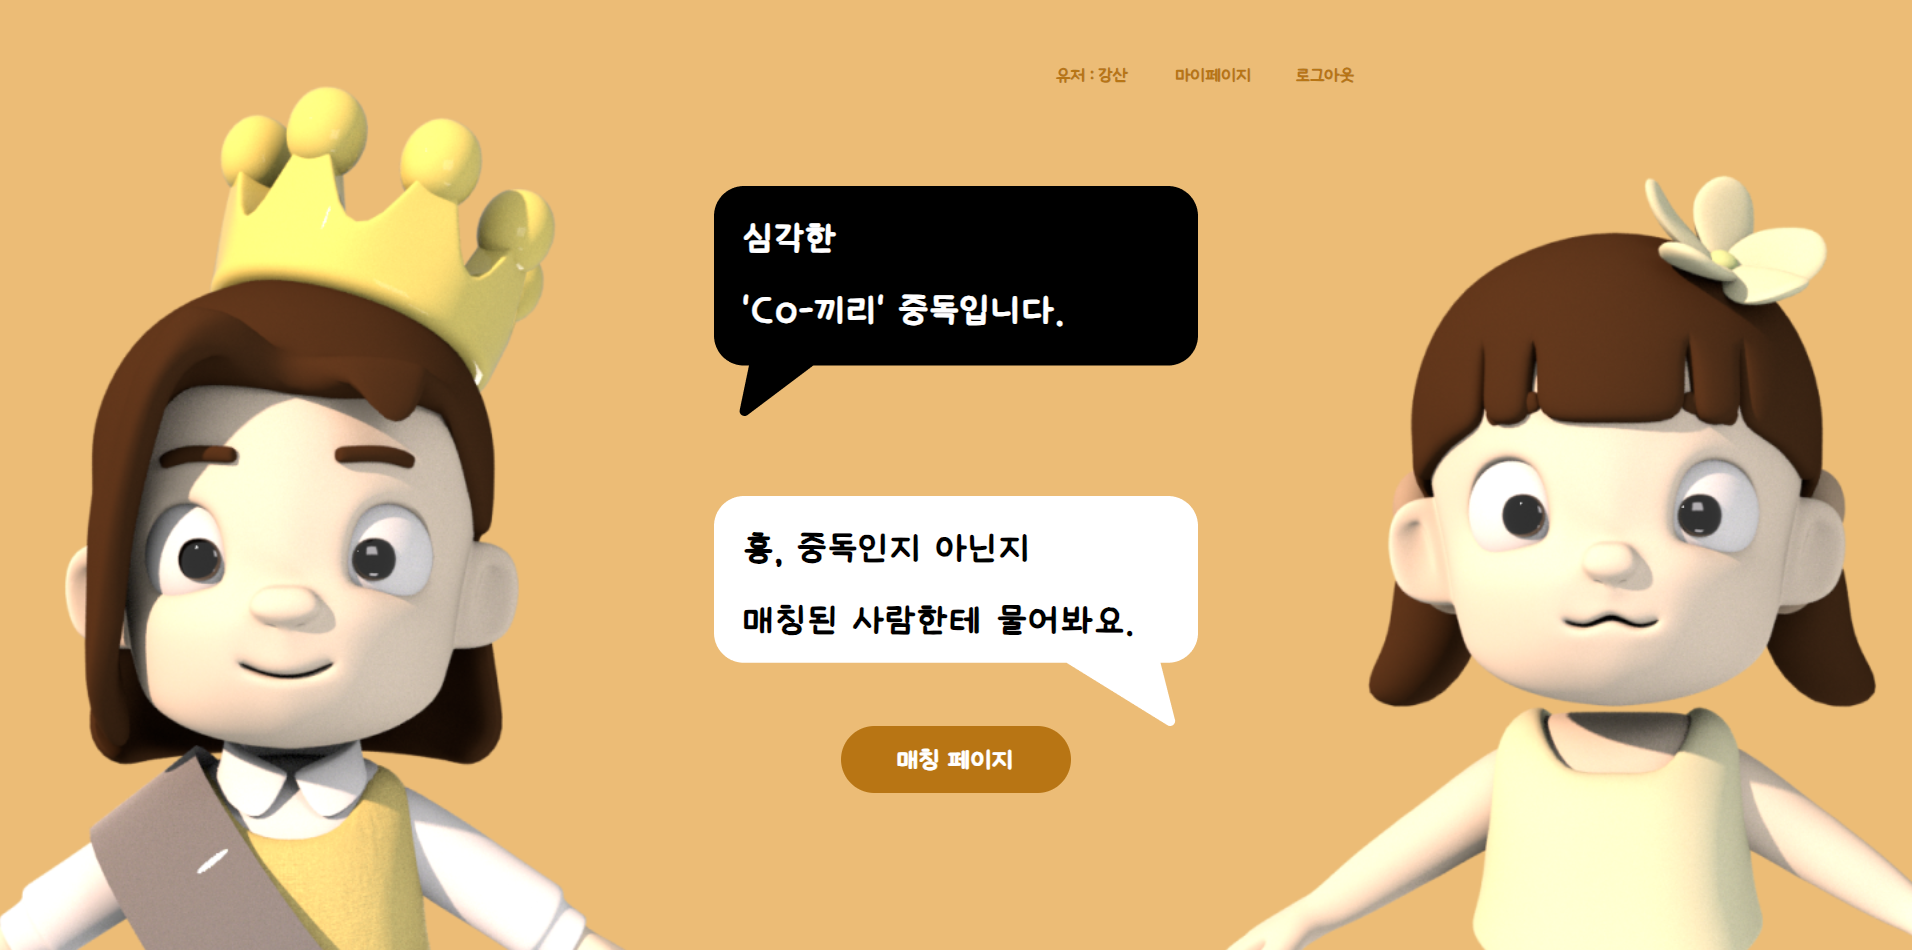 유저 : 강산 마이페이지 로그아웃
심각한
'Co-끼리' 중독입니다.
흥, 중독인지 아닌지
매칭된 사람한테 물어봐요.
매칭 페이지